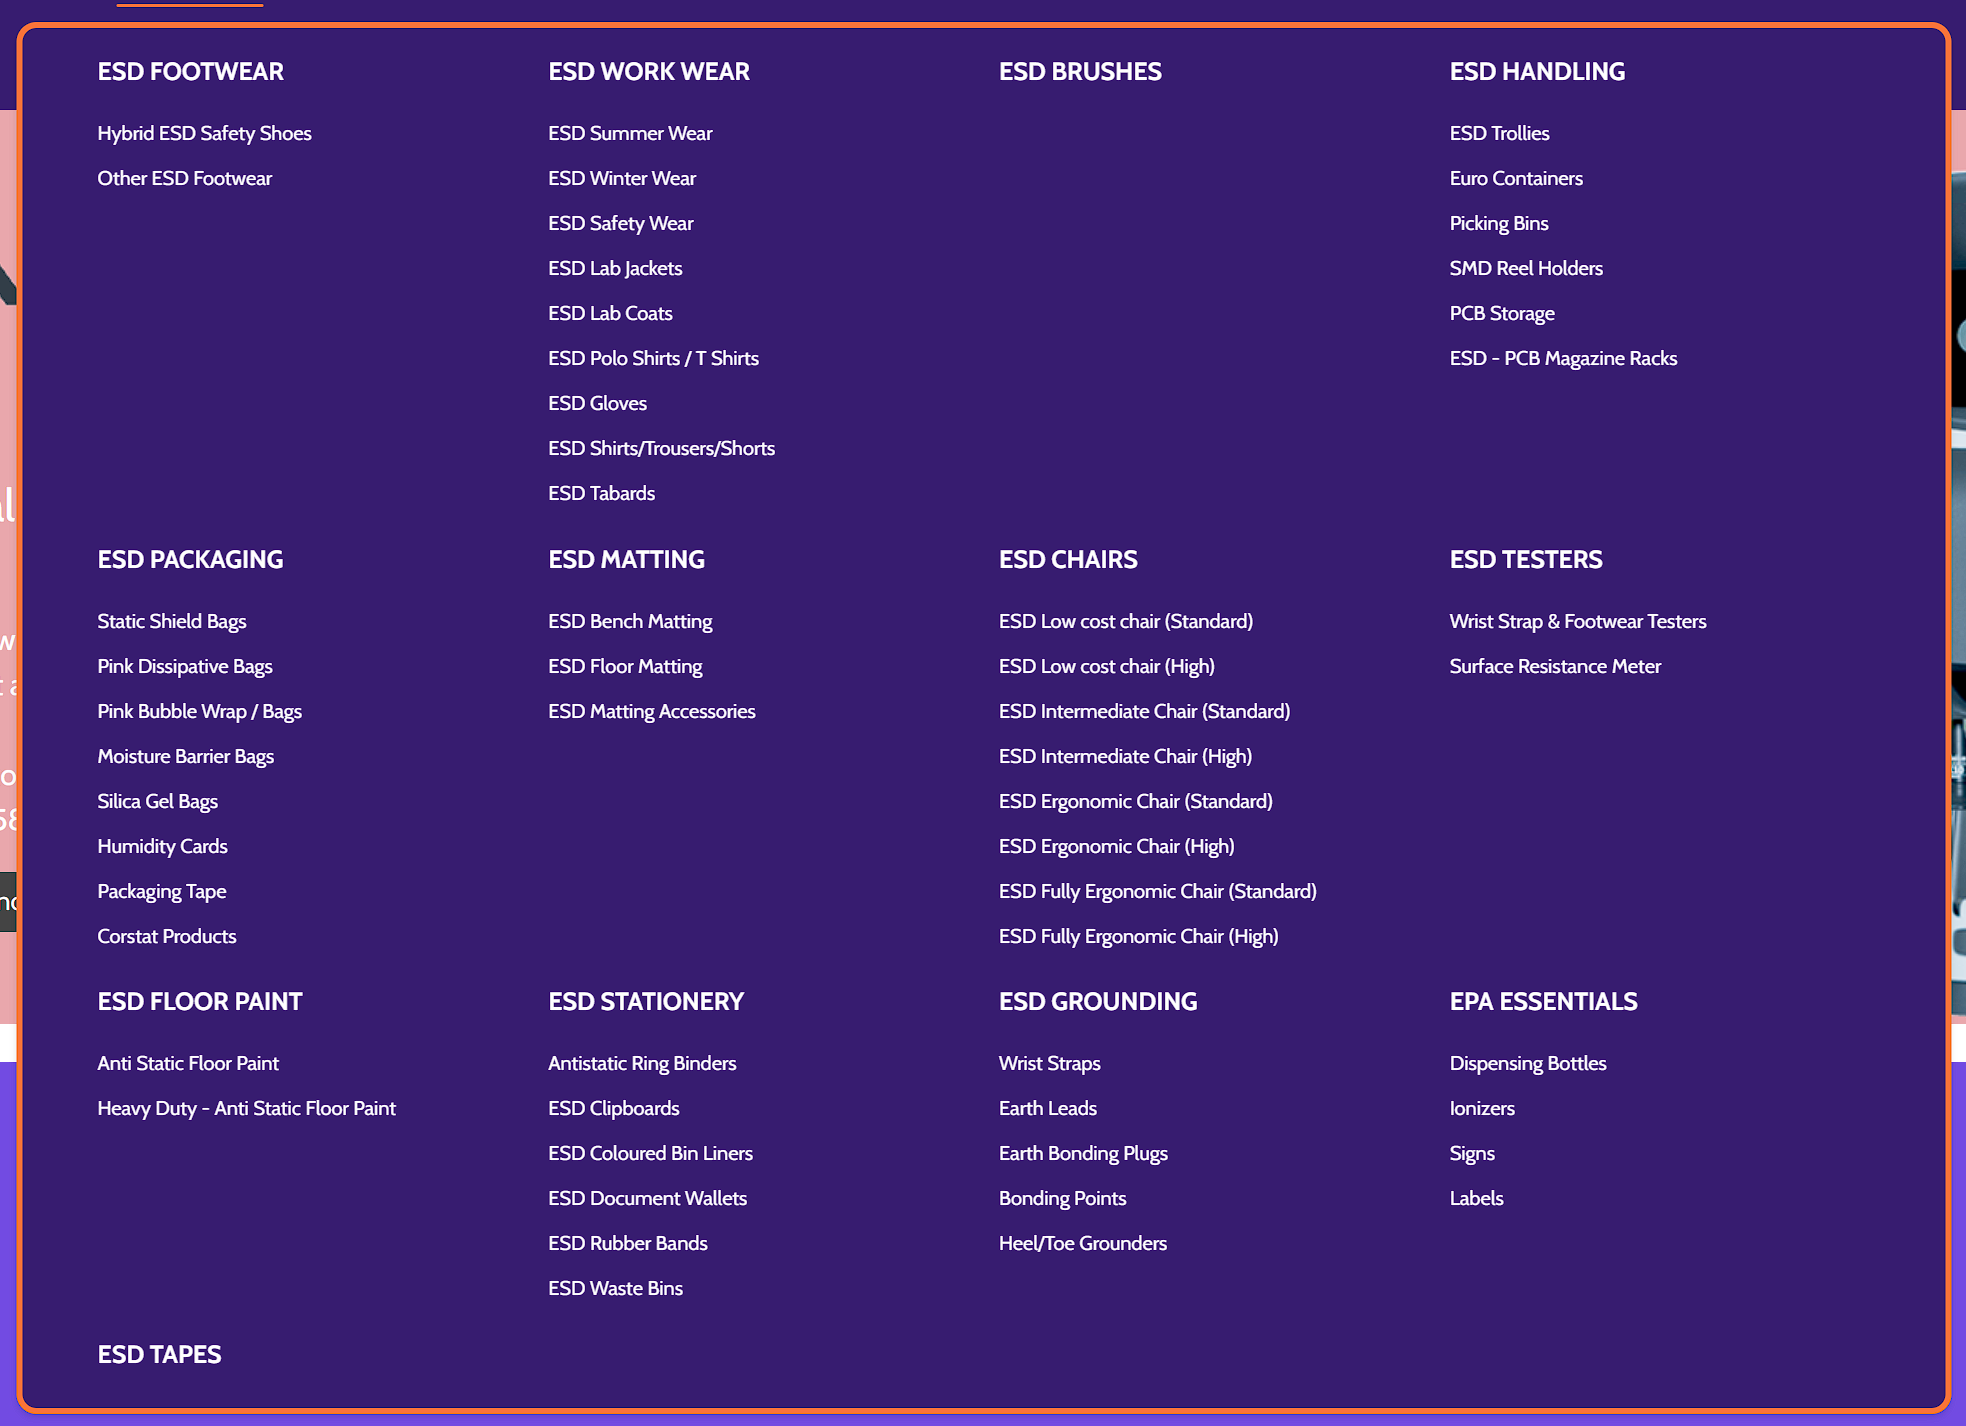 ESD FOOTWEAR
Hybrid ESD Safety Shoes
Other ESD Footwear
ESD WORK WEAR
ESD Summer Wear
ESD Winter Wear
ESD Safety Wear
ESD Lab Jackets
ESD Lab Coats
ESD Polo Shirts / T Shirts
ESD Gloves
ESD Shirts/Trousers/Shorts
ESD Tabards
ESD BRUSHES
ESD HANDLING
ESD Trollies
Euro Containers
Picking Bins
SMD Reel Holders
PCB Storage
ESD - PCB Magazine Racks
ESD PACKAGING
Static Shield Bags
Pink Dissipative Bags
Pink Bubble Wrap / Bags
Moisture Barrier Bags
Silica Gel Bags
Humidity Cards
Packaging Tape
Corstat Products
ESD MATTING
ESD Bench Matting
ESD Floor Matting
ESD Matting Accessories
ESD CHAIRS
ESD Low cost chair (Standard)
ESD Low cost chair (High)
ESD Intermediate Chair (Standard)
ESD Intermediate Chair (High)
ESD Ergonomic Chair (Standard)
ESD Ergonomic Chair (High)
ESD Fully Ergonomic Chair (Standard)
ESD Fully Ergonomic Chair (High)
ESD TESTERS
Wrist Strap & Footwear Testers
Surface Resistance Meter
ESD FLOOR PAINT
Anti Static Floor Paint
Heavy Duty - Anti Static Floor Paint
ESD STATIONERY
Antistatic Ring Binders
ESD Clipboards
ESD Coloured Bin Liners
ESD Document Wallets
ESD Rubber Bands
ESD Waste Bins
ESD GROUNDING
Wrist Straps
Earth Leads
Earth Bonding Plugs
Bonding Points
Heel/Toe Grounders
EPA ESSENTIALS
Dispensing Bottles
Ionizers
Signs
Labels
ESD TAPES